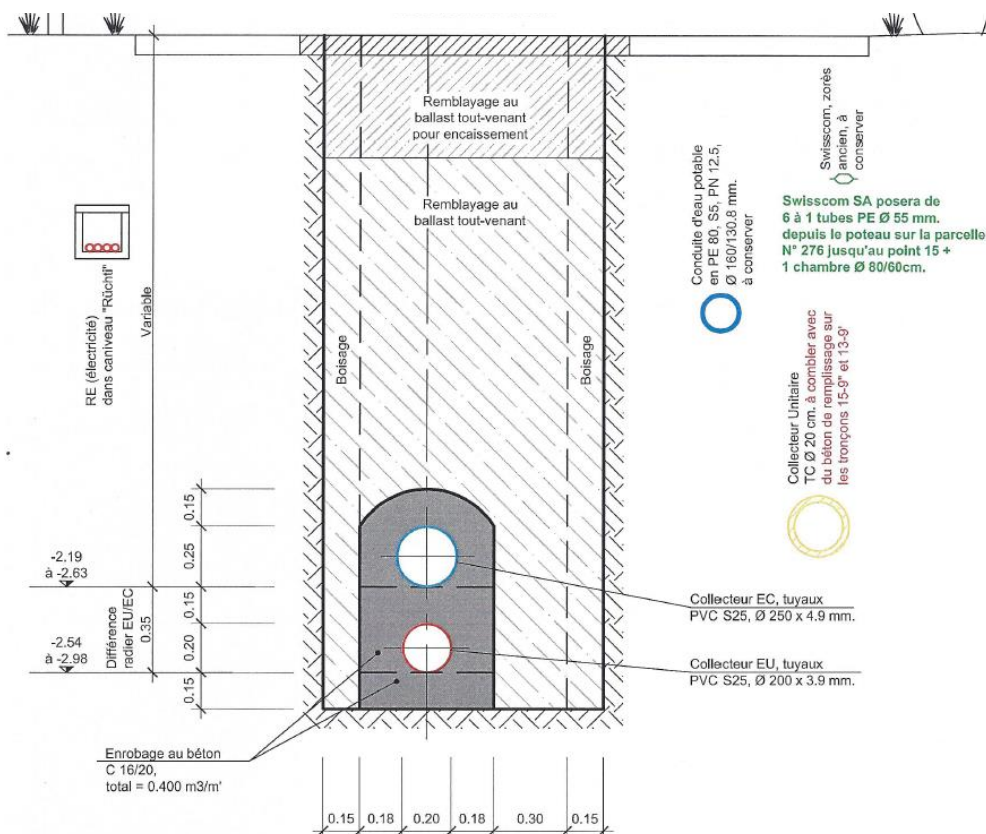 Remblayage au
ballast tout-venant
pour encaissement
Remblayage au
ballast tout-venant
Boisage
Boisage
RE (électricité)
dans caniveau "Rüchti"
Variable
Conduite d'eau potable
en PE 80, S5, PN 12.5,
Ø 160/130.8 mm.
à conserver
Swisscom, zorès
ancien, à
conserver
Swisscom SA posera de
6 à 1 tubes PE Ø 55 mm.
depuis le poteau sur la parcelle
N° 276 jusqu'au point 15 +
1 chambre Ø 80/60cm.
Collecteur Unitaire
TC Ø 20 cm. à combler avec
du béton de remplissage sur
les tronçons 15-9" et 13-9'
0.15
0.25
0.15
0.20
0.15
-2.19
à -2.63
Différence
radier EU/EC
0.35
-2.54
à -2.98
Collecteur EC, tuyaux
PVC S25, Ø 250 x 4.9 mm.
Collecteur EU, tuyaux
PVC S25, Ø 200 x 3.9 mm.
Enrobage au béton
C 16/20,
total = 0.400 m3/m'
0.15 0.18 0.20 0.18 0.30 0.15